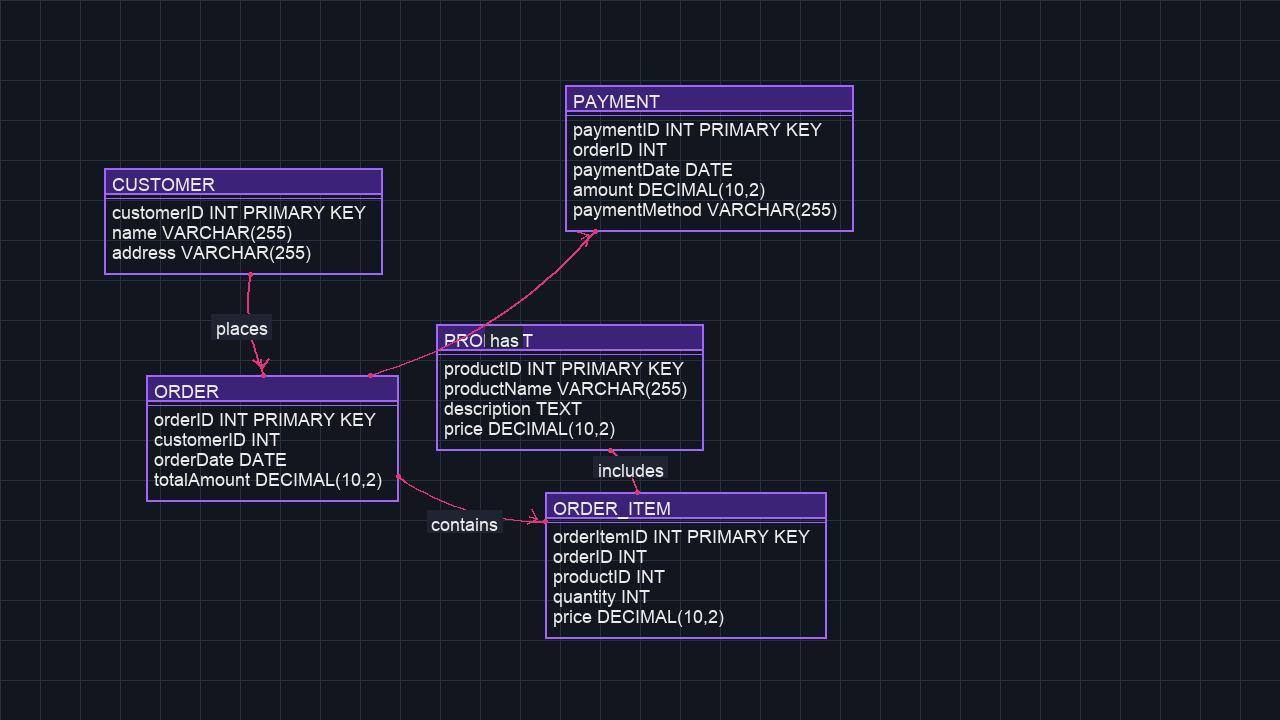 PAYMENT
paymentID INT PRIMARY KEY
orderID INT
paymentDate DATE
amount DECIMAL(10,2)
paymentMethod VARCHAR(255)
CUSTOMER
customerID INT PRIMARY KEY
name VARCHAR(255)
address VARCHAR(255)
places
has
productID INT PRIMARY KEY
productName VARCHAR(255)
description TEXT
price DECIMAL(10,2)
ORDER
orderID INT PRIMARY KEY
customerID INT
orderDate DATE
totalAmount DECIMAL(10,2)
includes
contains
ORDER_ITEM
orderItemID INT PRIMARY KEY
orderID INT
productID INT
quantity INT
price DECIMAL(10,2)